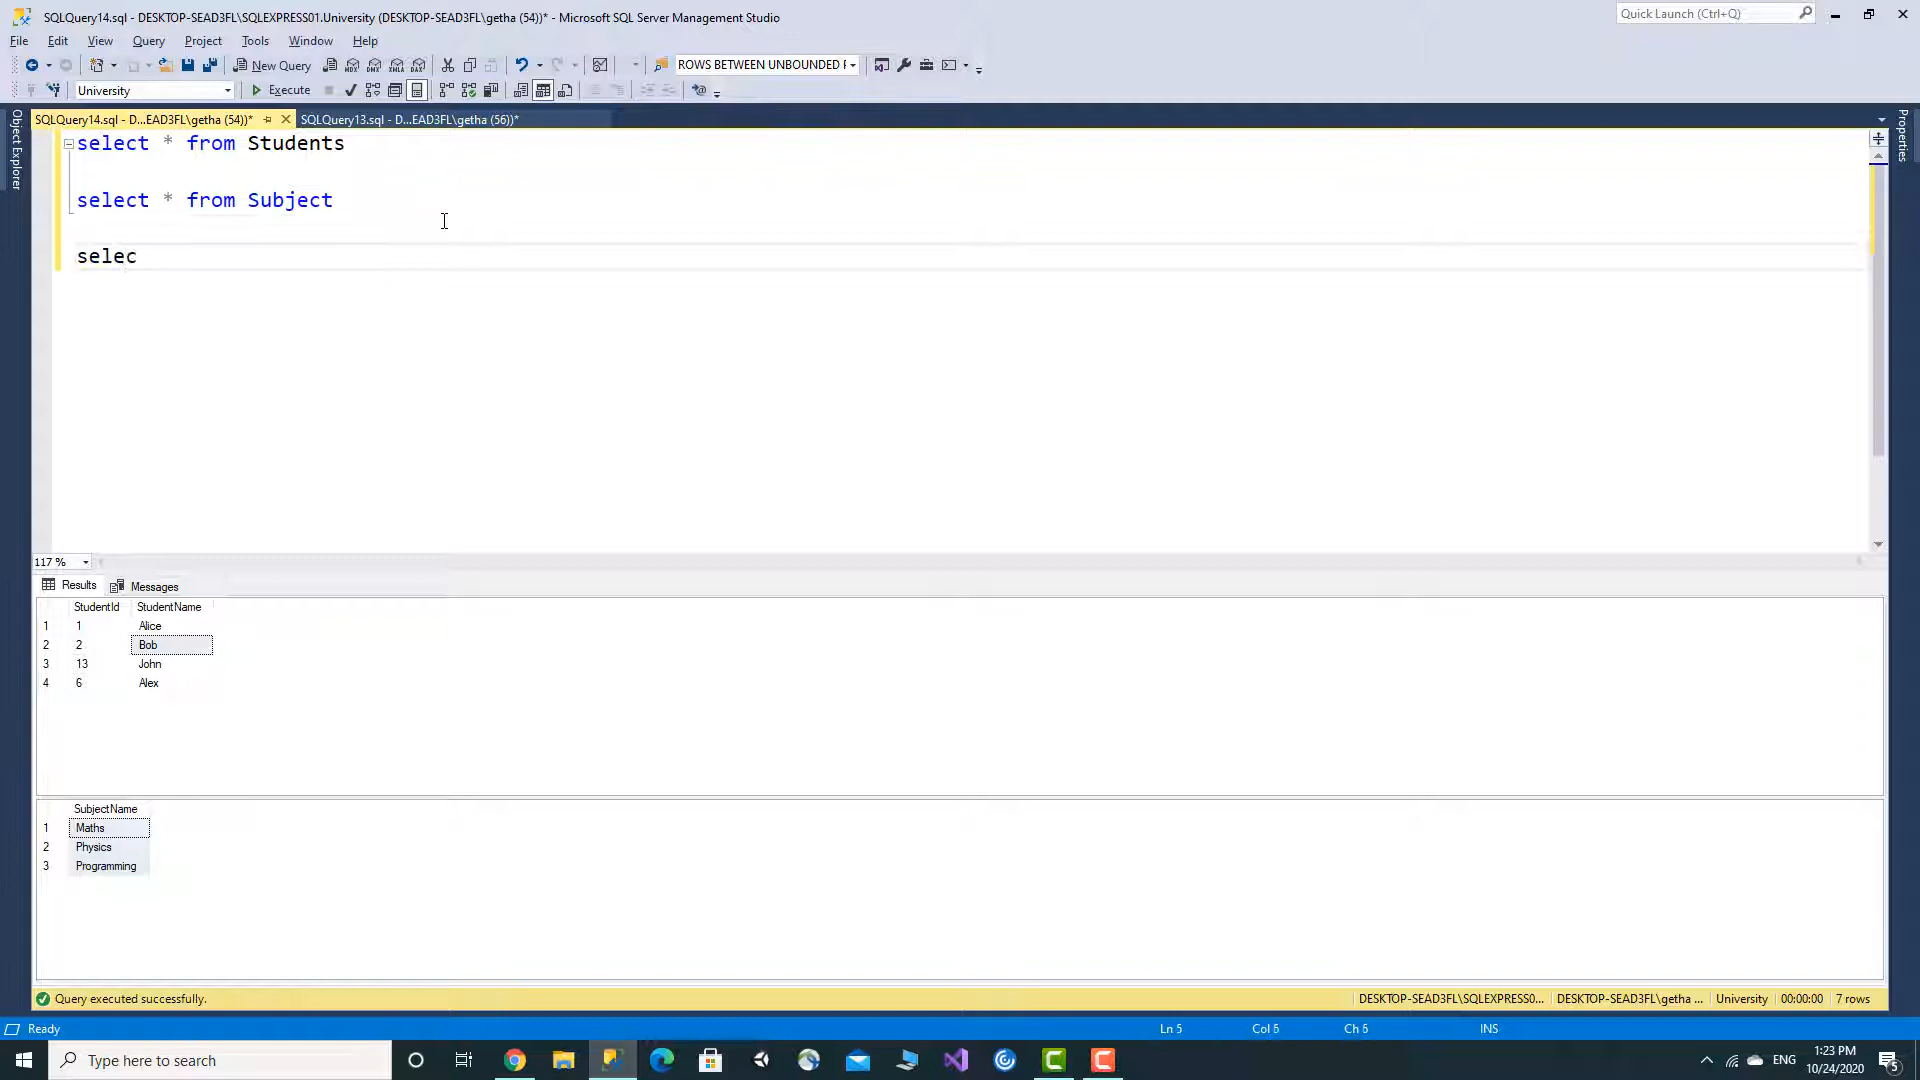 SQLQuery14.sql - DESKTOP-SEAD3FL\SQLEXPRESS01.University (DESKTOP-SEAD3FL\getha (54))* - Microsoft SQL Server Management Studio
Quick Launch (Ctrl+Q)
File Edit View Query Project Tools Window Help
New Query
ROWS BETWEEN UNBOUNDED F
University
Execute
Object Explorer
SQLQuery14.sql - D...EAD3FL\getha (54))*
SQLQuery13.sql - D...EAD3FL\getha (56))*
Properties
select * from Students
select * from Subject
selec
117 %
Results
Messages
StudentId StudentName
1 1 Alice
2 2 Bob
3 13 John
4 6 Alex
SubjectName
1 Maths
2 Physics
3 Programming
Query executed successfully.
DESKTOP-SEAD3FL\SQLEXPRESS0...
DESKTOP-SEAD3FL\getha ...
University
00:00:00
7 rows
Ready
Ln 5
Col 6
Ch 6
INS
Type here to search
ENG
1:23 PM
10/24/2020
5